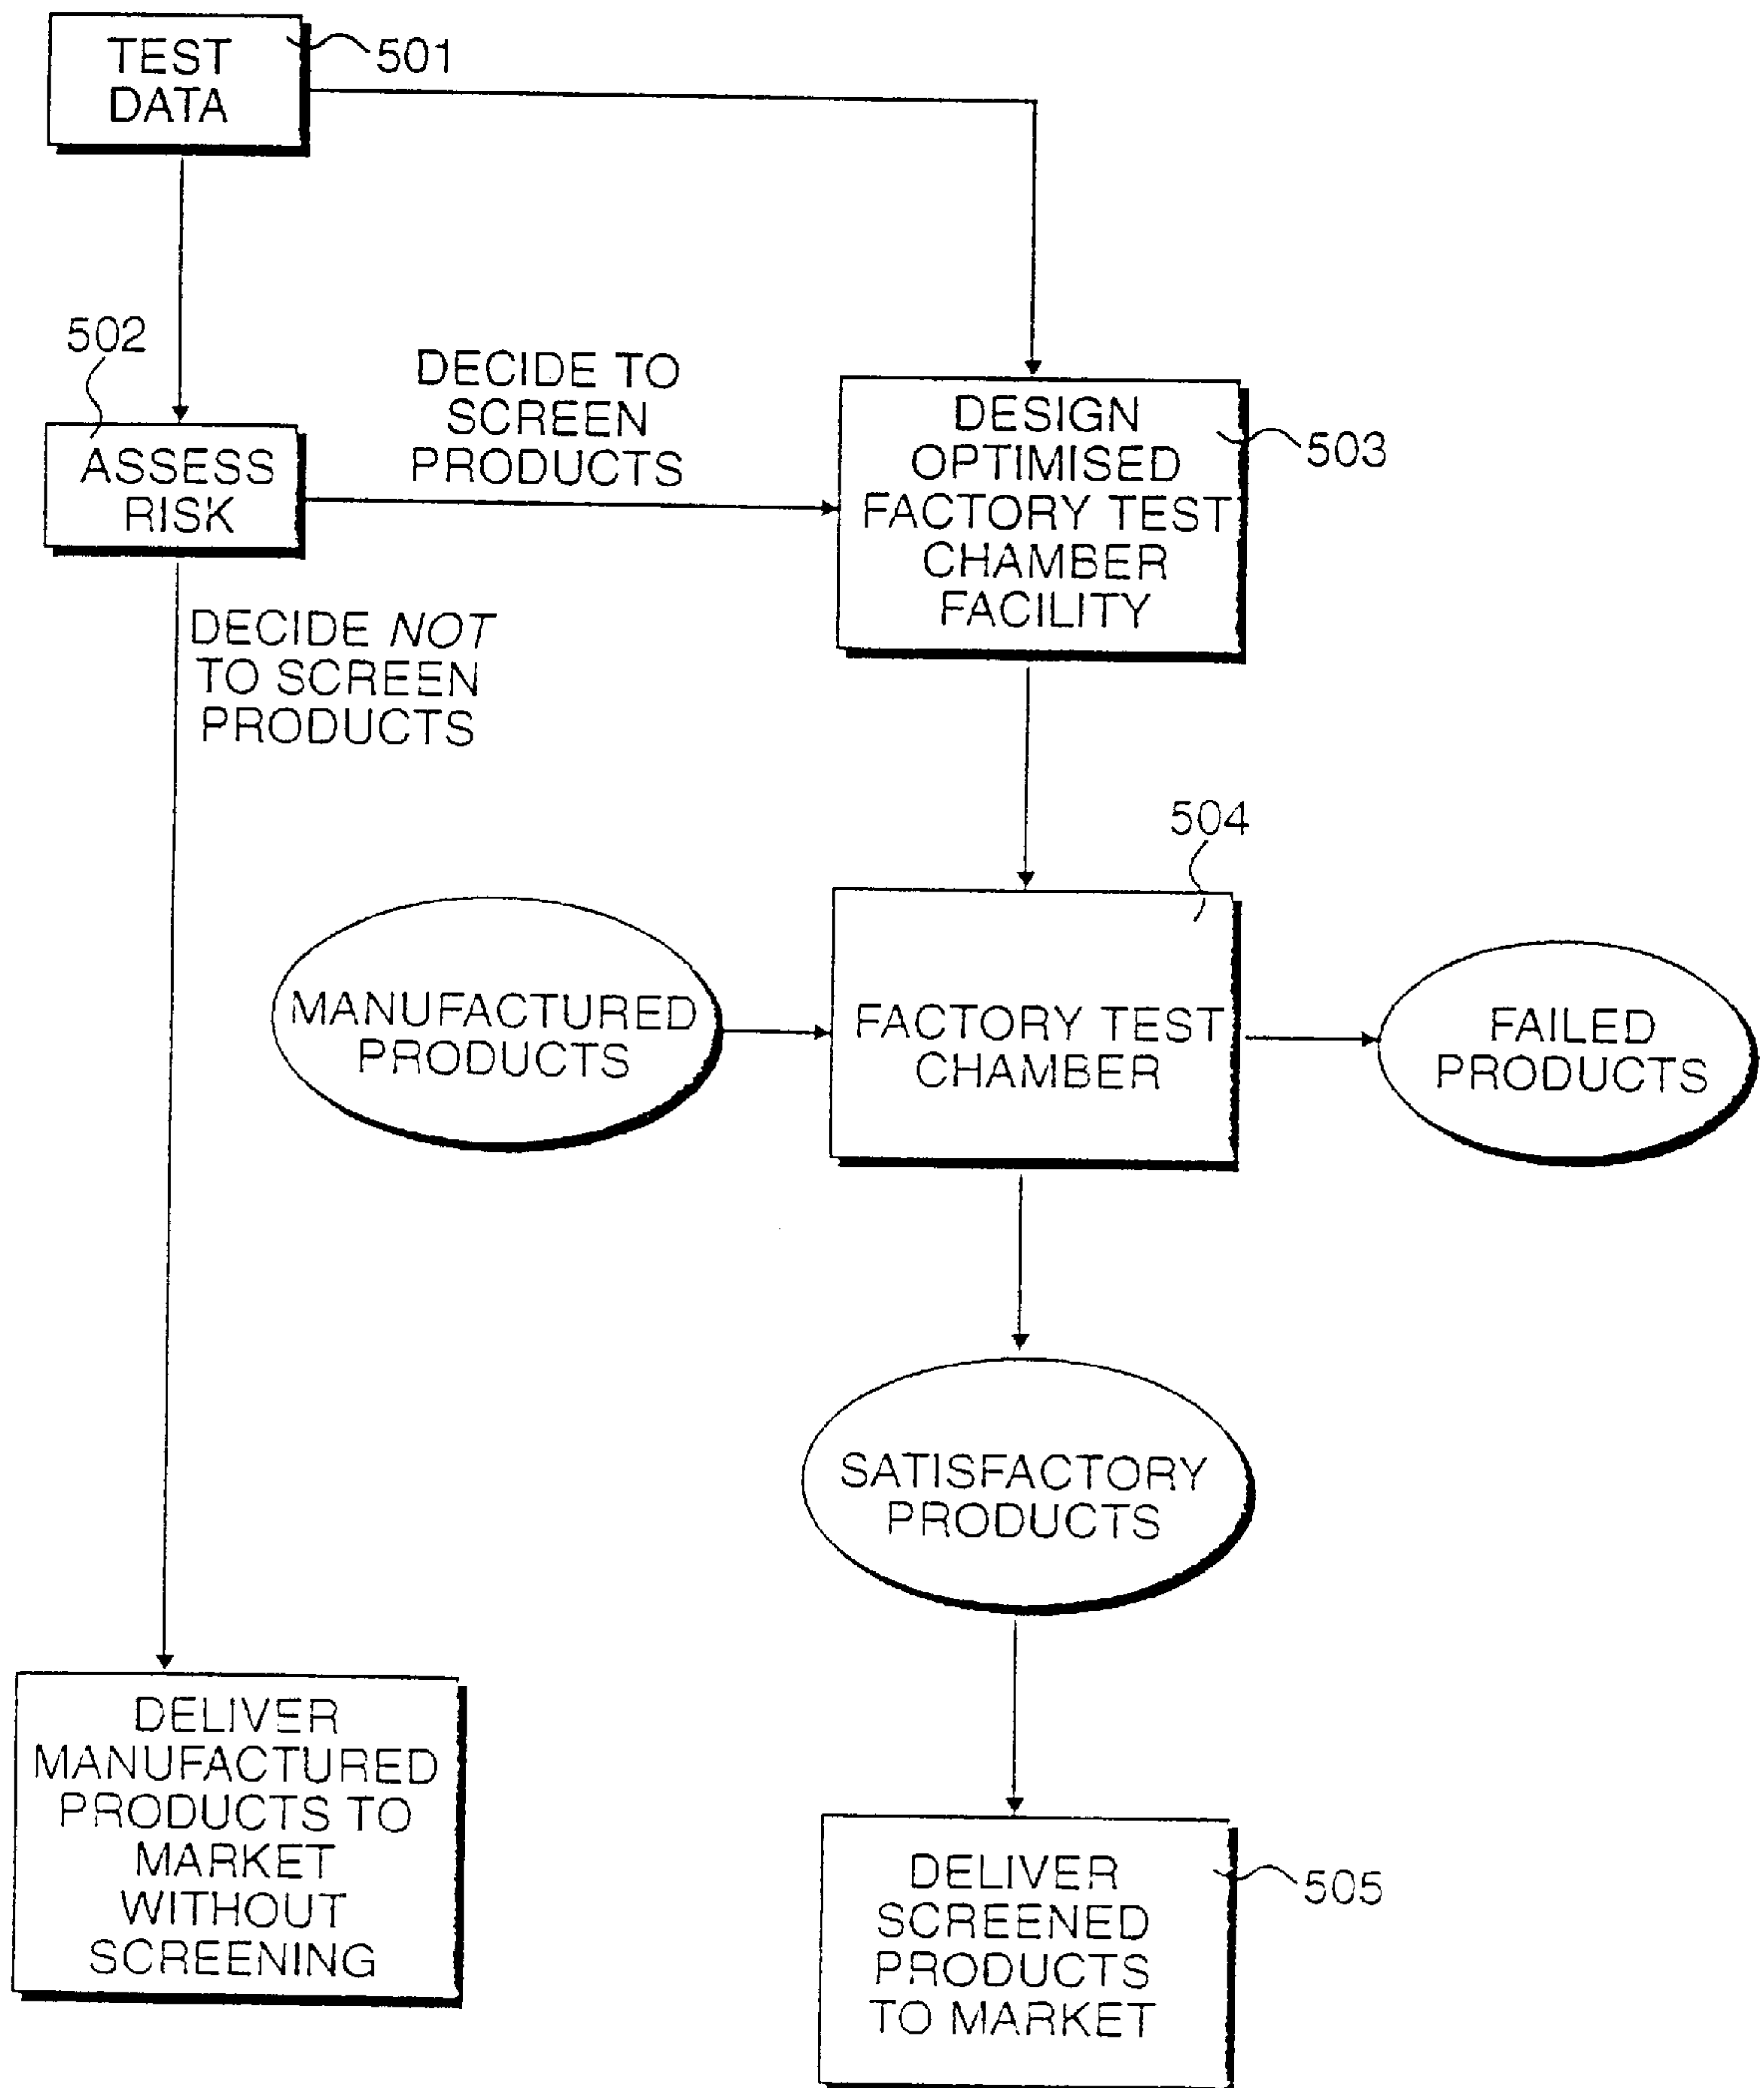 TEST
DATA
501
502
ASSESS
RISK
DECIDE TO
SCREEN
PRODUCTS
DESIGN
OPTIMISED
FACTORY TEST
CHAMBER
FACILITY
503
DECIDE NOT
TO SCREEN
PRODUCTS
504
MANUFACTURED
PRODUCTS
FACTORY TEST
CHAMBER
FAILED
PRODUCTS
SATISFACTORY
PRODUCTS
DELIVER
MANUFACTURED
PRODUCTS TO
MARKET
WITHOUT
SCREENING
DELIVER
SCREENED
PRODUCTS
TO MARKET
505